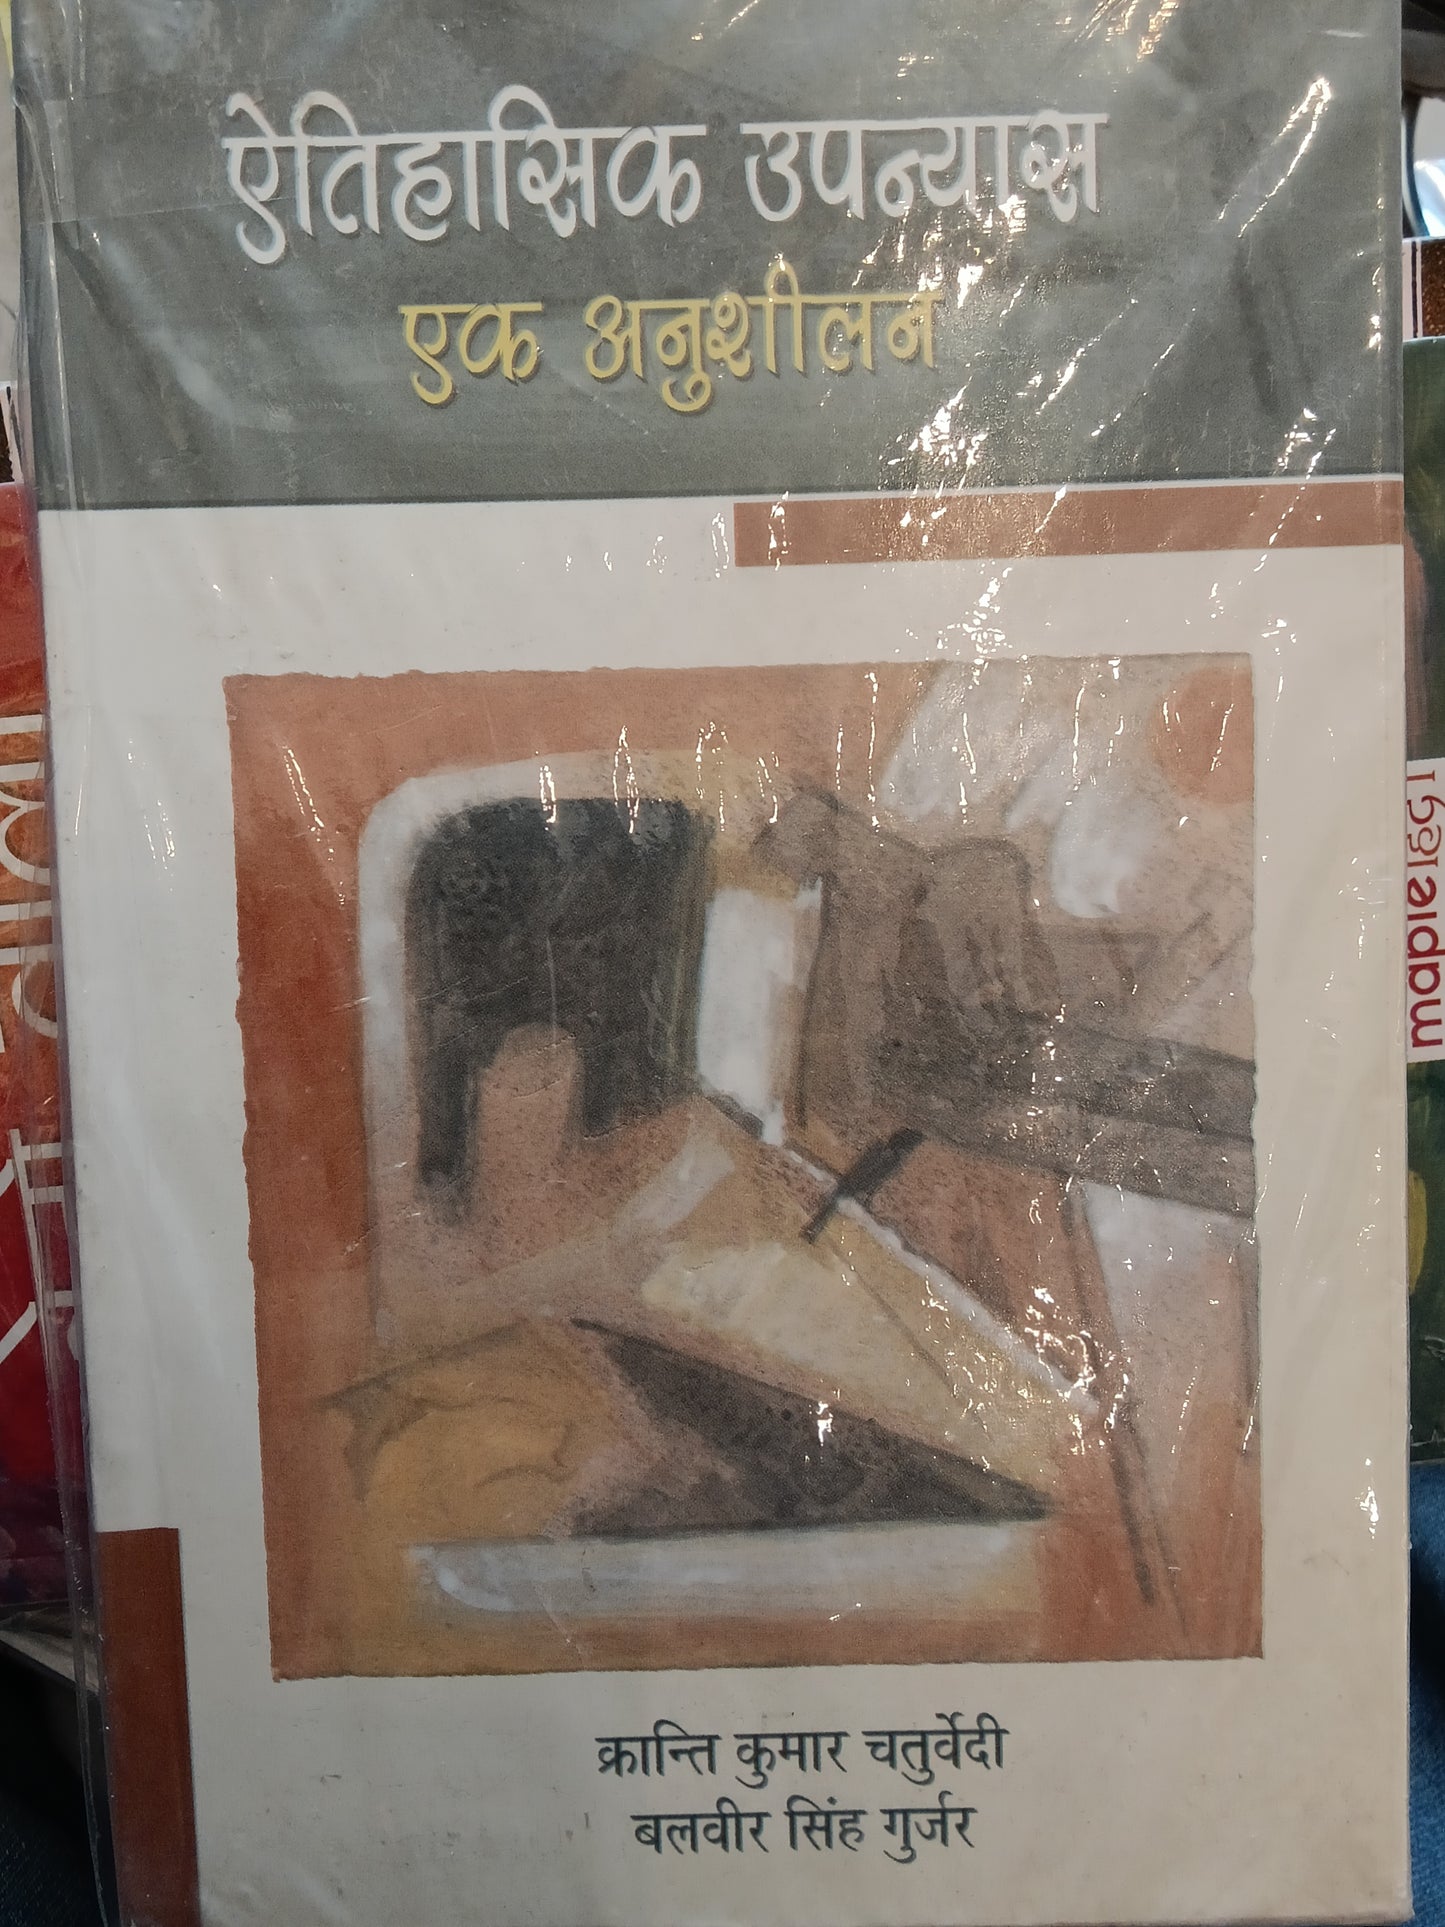 ऐतिहासिक उपन्यास
एक अनुशीलन
क्रान्ति कुमार चतुर्वेदी
बलवीर सिंह गुर्जर
maple